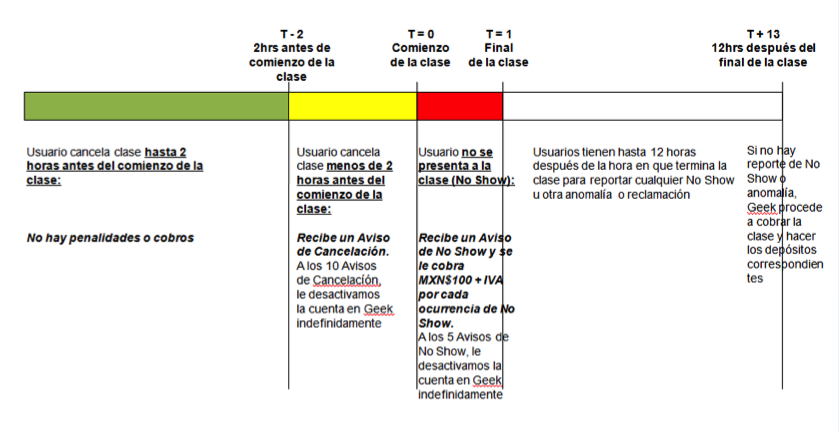 T - 2
2hrs antes de
comienzo de la
clase
T = 0
Comienzo
de la clase
T = 1
Final
de la clase
T + 13
12hrs después del
final de la clase
Usuario cancela clase hasta 2
horas antes del comienzo de la
clase:
No hay penalidades o cobros
Usuario cancela
clase menos de 2
horas antes del
comienzo de la
clase:
Recibe un Aviso
de Cancelación.
A los 10 Avisos
de Cancelación,
le desactivamos
la cuenta en Geek
indefinidamente
Usuario no se
presenta a la
clase (No Show):
Recibe un Aviso
de No Show y se
le cobra
MXN$100 + IVA
por cada
ocurrencia de No
Show.
A los 5 Avisos de
No Show, le
desactivamos la
cuenta en Geek
indefinidamente
Usuarios tienen hasta 12 horas
después de la hora en que termina la
clase para reportar cualquier No Show
u otra anomalía o reclamación
Si no hay
reporte de No
Show o
anomalía,
Geek procede
a cobrar la
clase y hacer
los depósitos
correspondien
tes